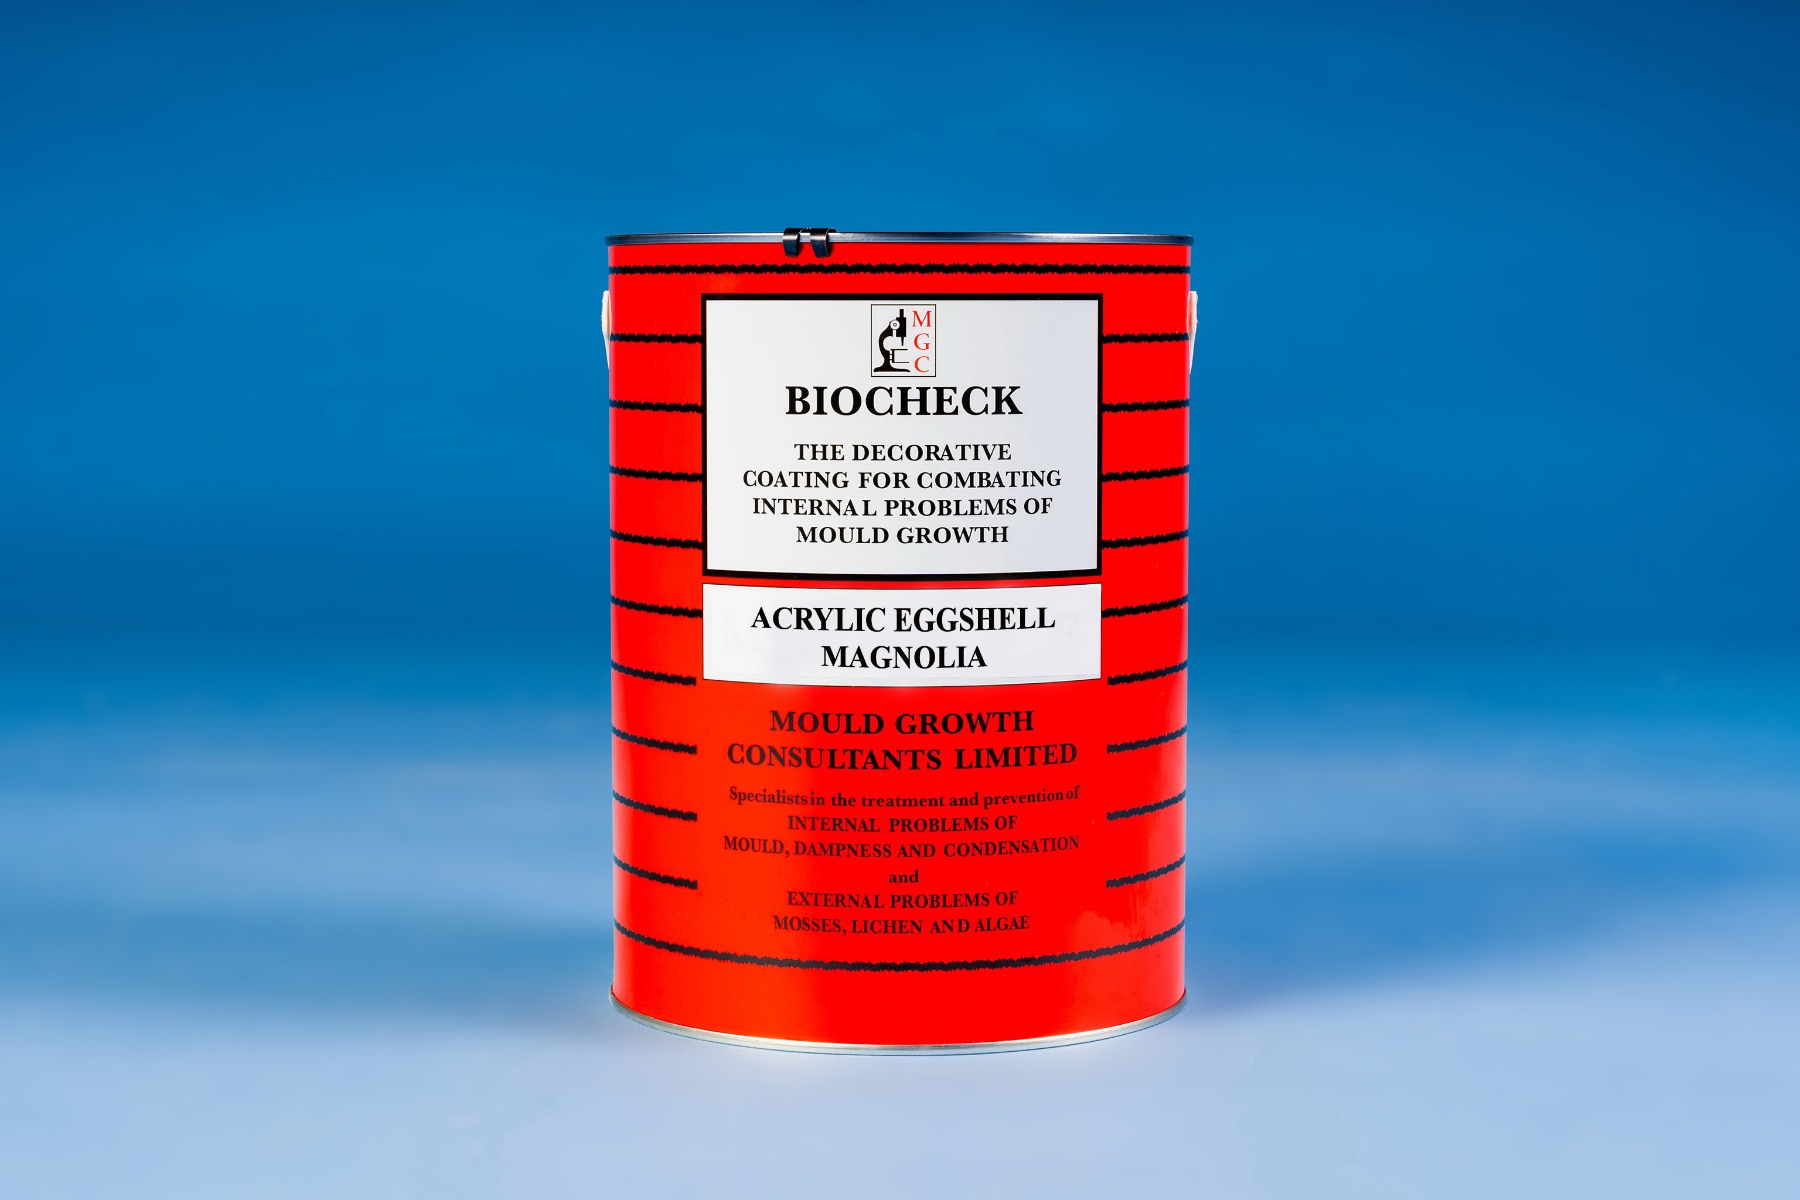 M
G
C
BIOCHECK
THE DECORATIVE
COATING FOR COMBATING
INTERNAL PROBLEMS OF
MOULD GROWTH
ACRYLIC EGGSHELL
MAGNOLIA
MOULD GROWTH
CONSULTANTS LIMITED
Specialists in the treatment and prevention of
INTERNAL PROBLEMS OF
MOULD, DAMPNESS AND CONDENSATION
and
EXTERNAL PROBLEMS OF
MOSSES, LICHEN AND ALGAE